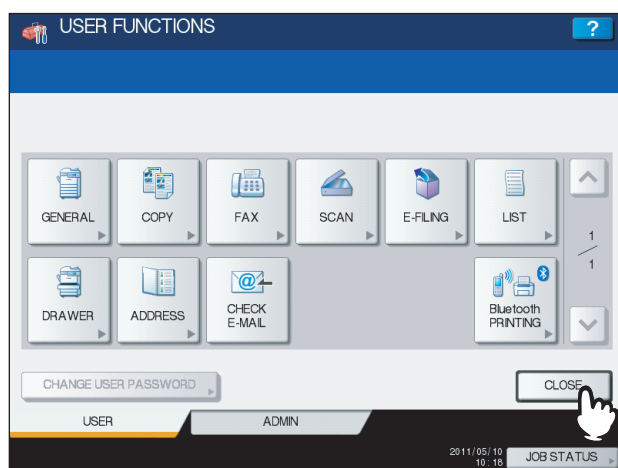 USER FUNCTIONS
?
GENERAL
COPY
FAX
SCAN
E-FILING
LIST
1
1
DRAWER
ADDRESS
@
CHECK
E-MAIL
Bluetooth
PRINTING
CHANGE USER PASSWORD
CLOSE
USER
ADMIN
2011/05/10
10:16
JOB STATUS